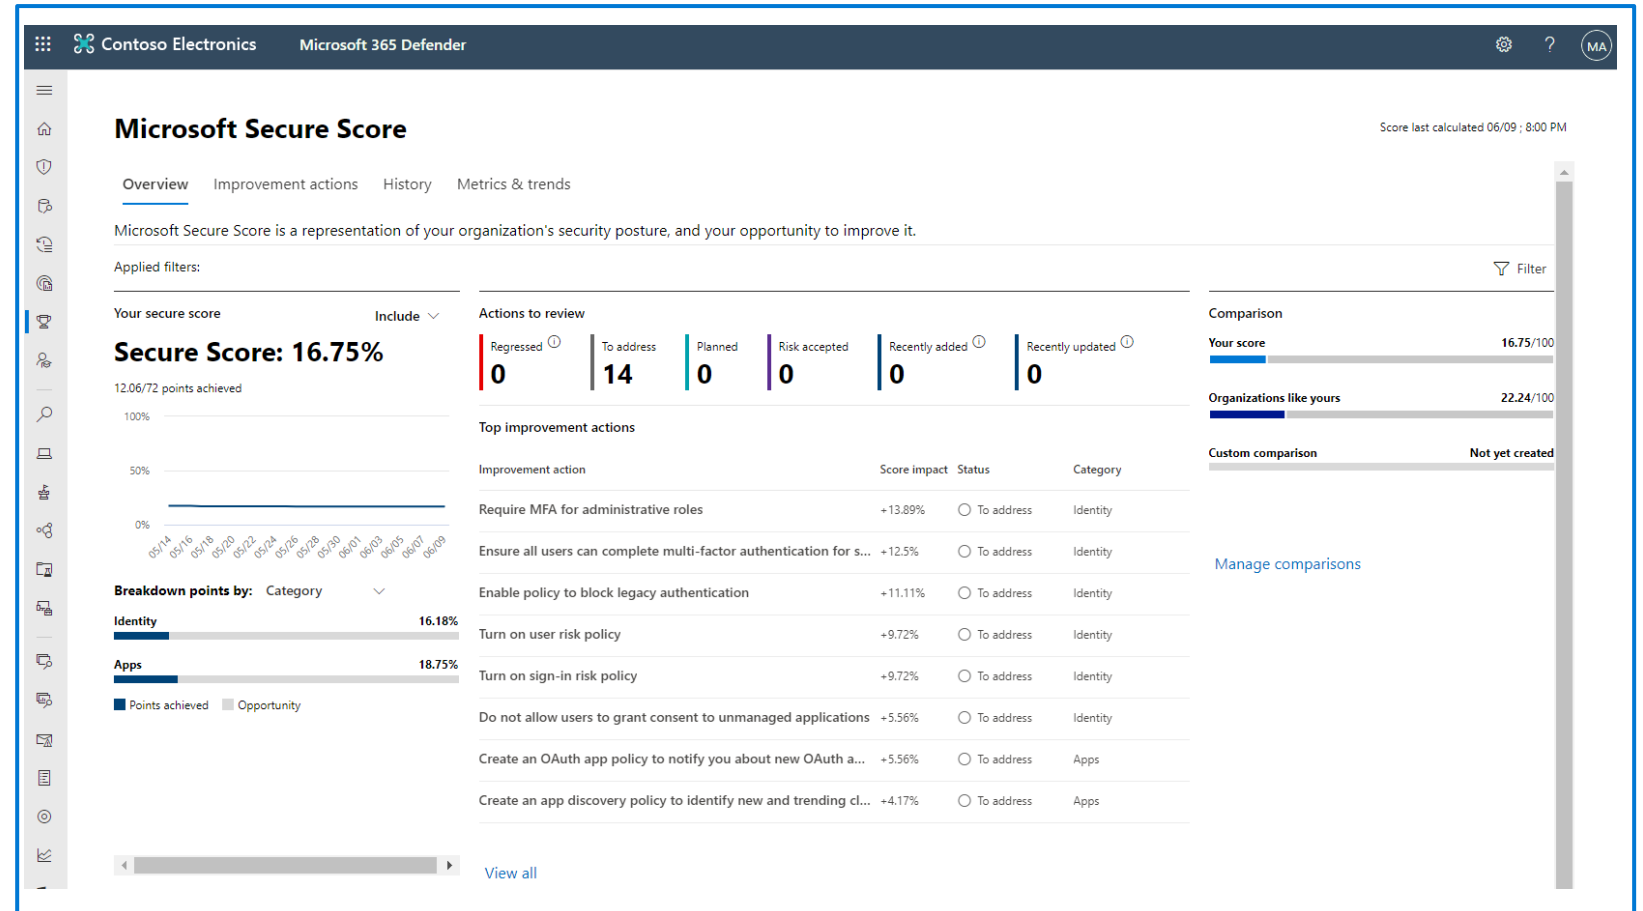 Contoso Electronics
Microsoft 365 Defender
MA
Microsoft Secure Score
Score last calculated 06/09 ; 8:00 PM
Overview
Improvement actions
History
Metrics & trends
Microsoft Secure Score is a representation of your organization's security posture, and your opportunity to improve it.
Applied filters:
Filter
Your secure score
Include
Secure Score: 16.75%
12.06/72 points achieved
100%
50%
0%
05/14 05/16 05/18 05/20 05/22 05/24 05/26 05/28 05/30 06/01 06/03 06/05 06/07 06/09
Breakdown points by: Category
Identity 16.18%
Apps 18.75%
Points achieved Opportunity
Actions to review
Regressed
0
To address
14
Planned
0
Risk accepted
0
Recently added
0
Recently updated
0
Top improvement actions
Improvement action Score impact Status Category
Require MFA for administrative roles +13.89% To address Identity
Ensure all users can complete multi-factor authentication for s... +12.5% To address Identity
Enable policy to block legacy authentication +11.11% To address Identity
Turn on user risk policy +9.72% To address Identity
Turn on sign-in risk policy +9.72% To address Identity
Do not allow users to grant consent to unmanaged applications +5.56% To address Identity
Create an OAuth app policy to notify you about new OAuth a... +5.56% To address Apps
Create an app discovery policy to identify new and trending cl... +4.17% To address Apps
View all
Comparison
Your score 16.75/100
Organizations like yours 22.24/100
Custom comparison Not yet created
Manage comparisons